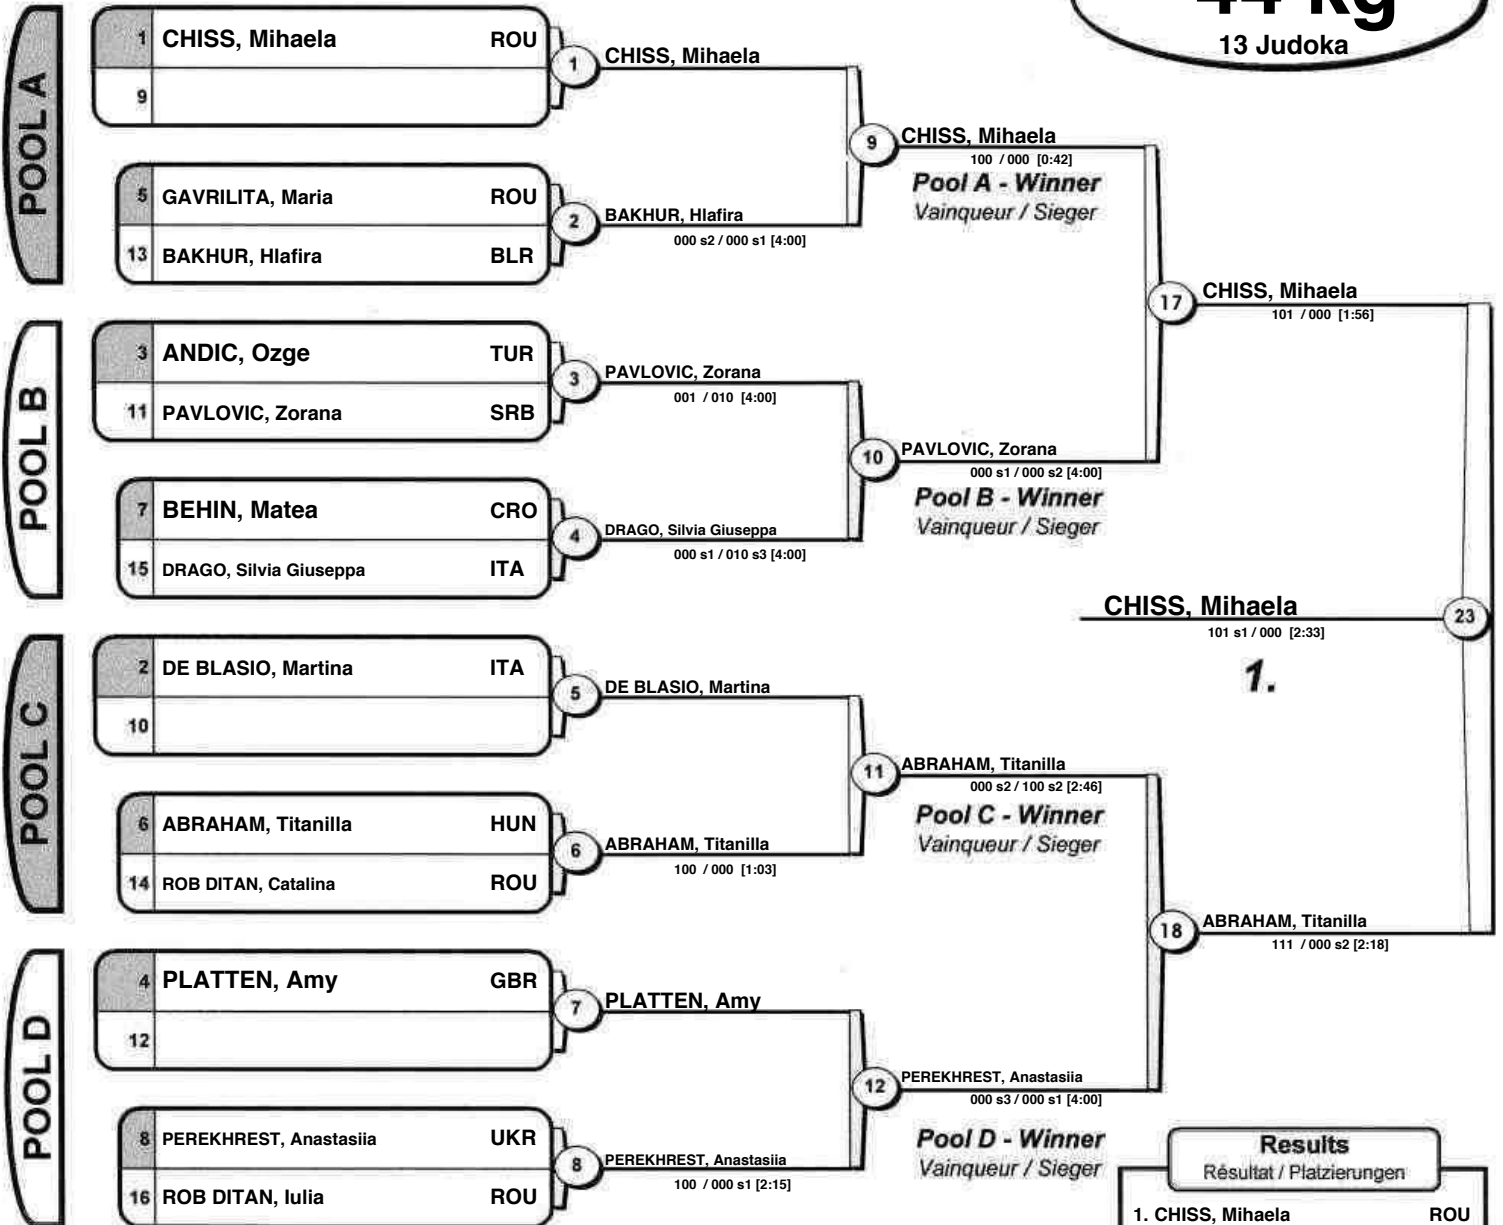 44 kg
13 Judoka
POOL A
1 CHISS, Mihaela ROU
9
5 GAVRILITA, Maria ROU
13 BAKHUR, Hlafira BLR
1
CHISS, Mihaela
2
BAKHUR, Hlafira
000 s2 / 000 s1 [4:00]
9
CHISS, Mihaela
100 / 000 [0:42]
Pool A - Winner
Vainqueur / Sieger
POOL B
3 ANDIC, Ozge TUR
11 PAVLOVIC, Zorana SRB
7 BEHIN, Matea CRO
15 DRAGO, Silvia Giuseppa ITA
3
PAVLOVIC, Zorana
001 / 010 [4:00]
4
DRAGO, Silvia Giuseppa
000 s1 / 010 s3 [4:00]
10
PAVLOVIC, Zorana
000 s1 / 000 s2 [4:00]
Pool B - Winner
Vainqueur / Sieger
17
CHISS, Mihaela
101 / 000 [1:56]
POOL C
2 DE BLASIO, Martina ITA
10
6 ABRAHAM, Titanilla HUN
14 ROB DITAN, Catalina ROU
5
DE BLASIO, Martina
6
ABRAHAM, Titanilla
100 / 000 [1:03]
11
ABRAHAM, Titanilla
000 s2 / 100 s2 [2:46]
Pool C - Winner
Vainqueur / Sieger
POOL D
4 PLATTEN, Amy GBR
12
8 PEREKHREST, Anastasiia UKR
16 ROB DITAN, Iulia ROU
7
PLATTEN, Amy
8
PEREKHREST, Anastasiia
100 / 000 s1 [2:15]
12
PEREKHREST, Anastasiia
000 s3 / 000 s1 [4:00]
Pool D - Winner
Vainqueur / Sieger
18
ABRAHAM, Titanilla
111 / 000 s2 [2:18]
23
CHISS, Mihaela
101 s1 / 000 [2:33]
1.
Results
Résultat / Platzierungen
1. CHISS, Mihaela ROU